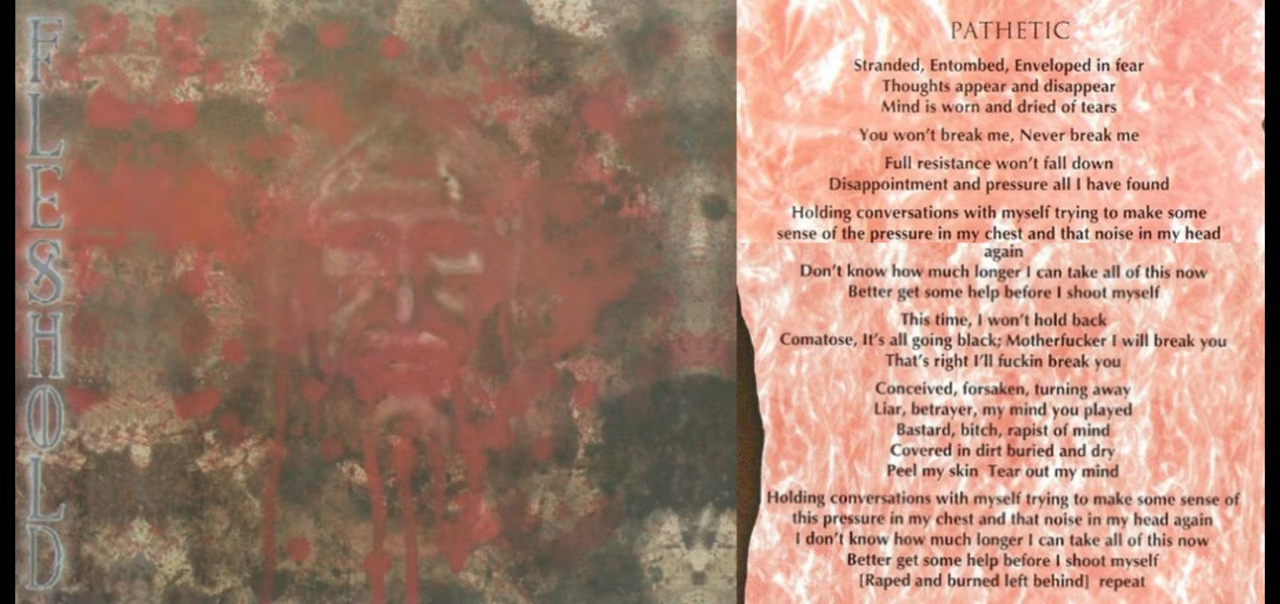 FLESHOLD
PATHETIC
Stranded, Entombed, Enveloped in fear
Thoughts appear and disappear
Mind is worn and dried of tears
You won't break me, Never break me
Full resistance won't fall down
Disappointment and pressure all I have found
Holding conversations with myself trying to make some
sense of the pressure in my chest and that noise in my head
again
Don't know how much longer I can take all of this now
Better get some help before I shoot myself
This time, I won't hold back
Comatose, It's all going black; Motherfucker I will break you
That's right I'll fuckin break you
Conceived, forsaken, turning away
Liar, betrayer, my mind you played
Bastard, bitch, rapist of mind
Covered in dirt buried and dry
Peel my skin Tear out my mind
Holding conversations with myself trying to make some sense of
this pressure in my chest and that noise in my head again
I don't know how much longer I can take all of this now
Better get some help before I shoot myself
[Raped and burned left behind] repeat